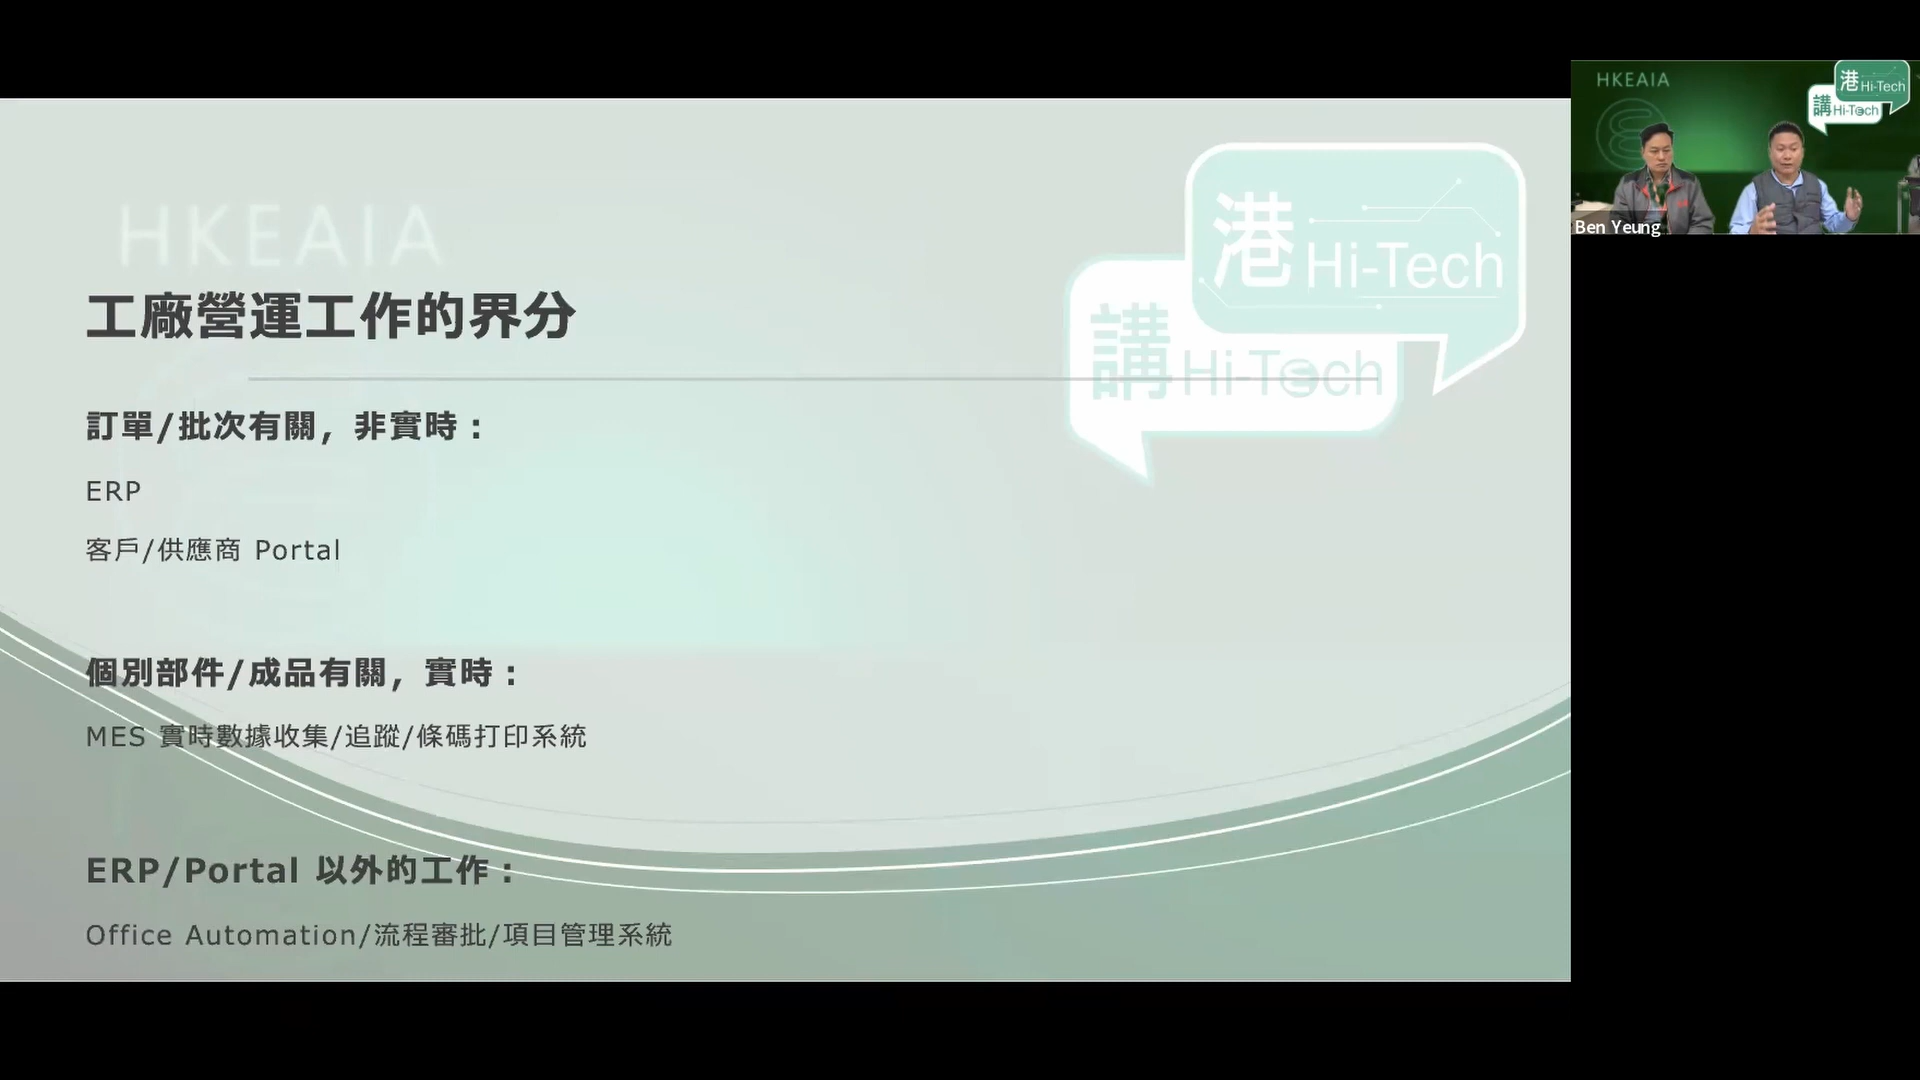 HKEAIA
港 Hi-Tech
講 Hi-Tech
工廠營運工作的界分
訂單/批次有關，非實時：
ERP
客戶/供應商 Portal
個別部件/成品有關，實時：
MES 實時數據收集/追蹤/條碼打印系統
ERP/Portal 以外的工作：
Office Automation/流程審批/項目管理系統
HKEAIA
港 Hi-Tech
講 Hi-Tech
Ben Yeung